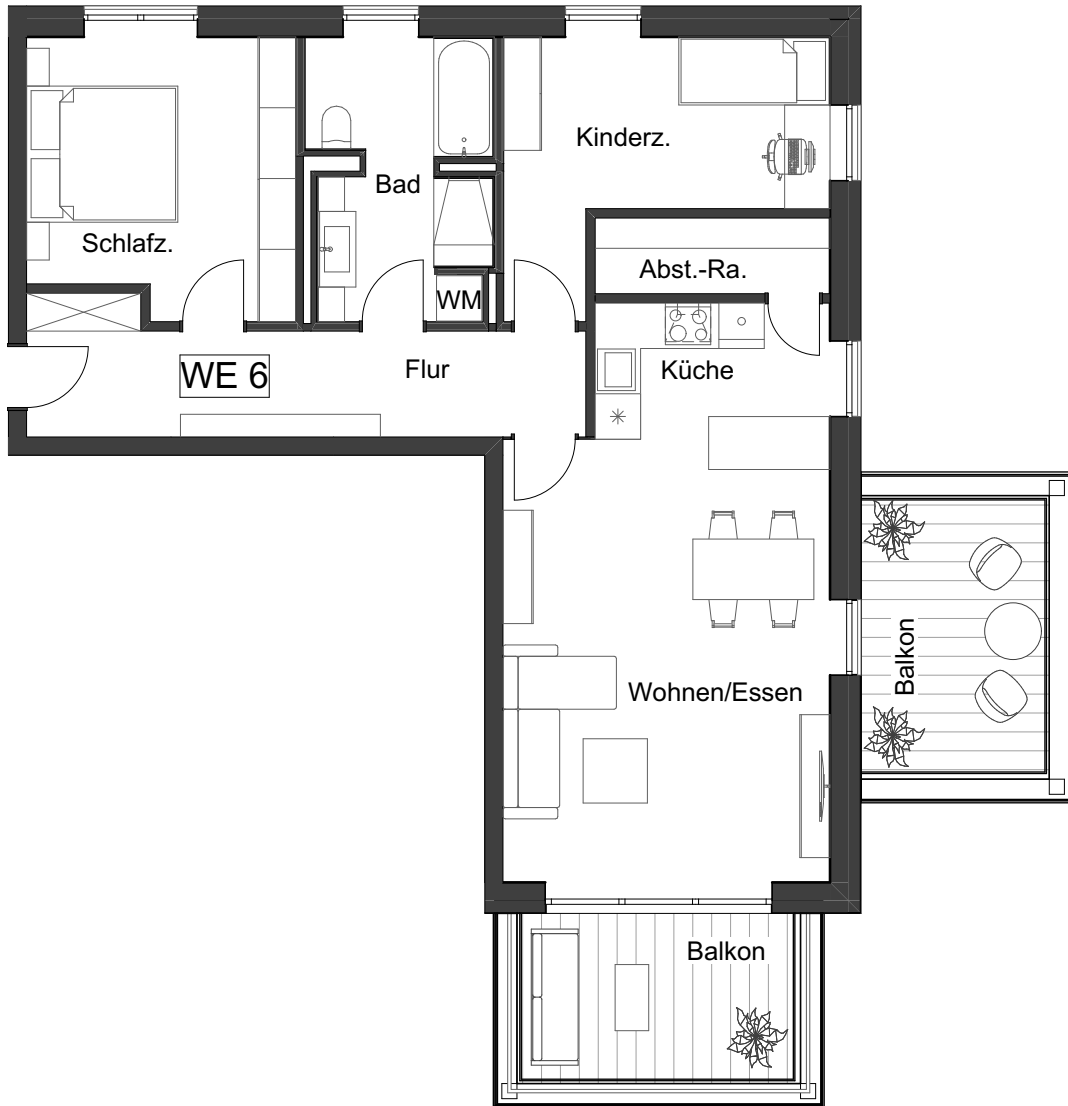 Kinderz.
Bad
Schlafz.
Abst.-Ra.
WM
WE 6
Flur
Küche
Balkon
Wohnen/Essen
Balkon